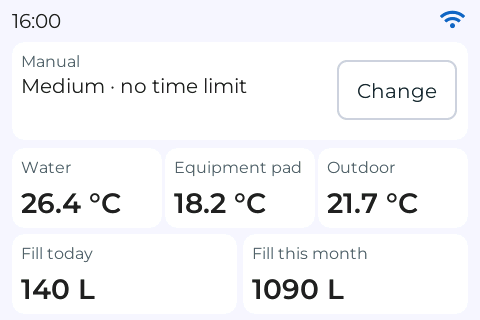 16:00
Manual
Medium · no time limit
Change
Water
26.4 °C
Equipment pad
18.2 °C
Outdoor
21.7 °C
Fill today
140 L
Fill this month
1090 L